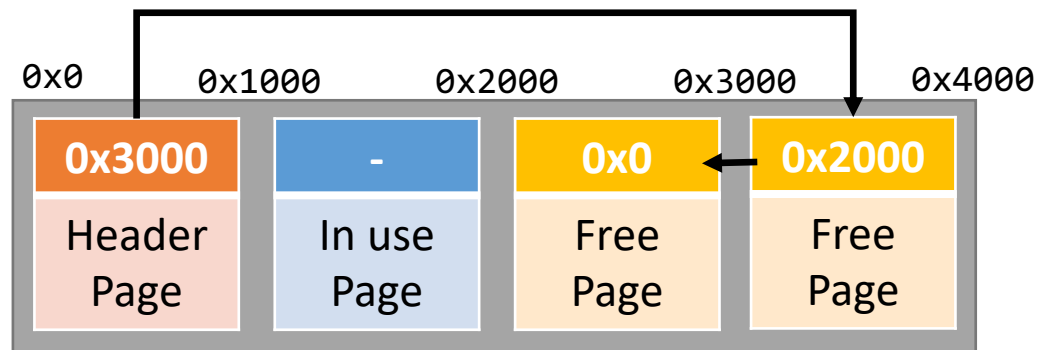 0x0 0x1000 0x2000 0x3000 0x4000
0x3000 - 0x0 0x2000
Header In use Free Free
Page Page Page Page